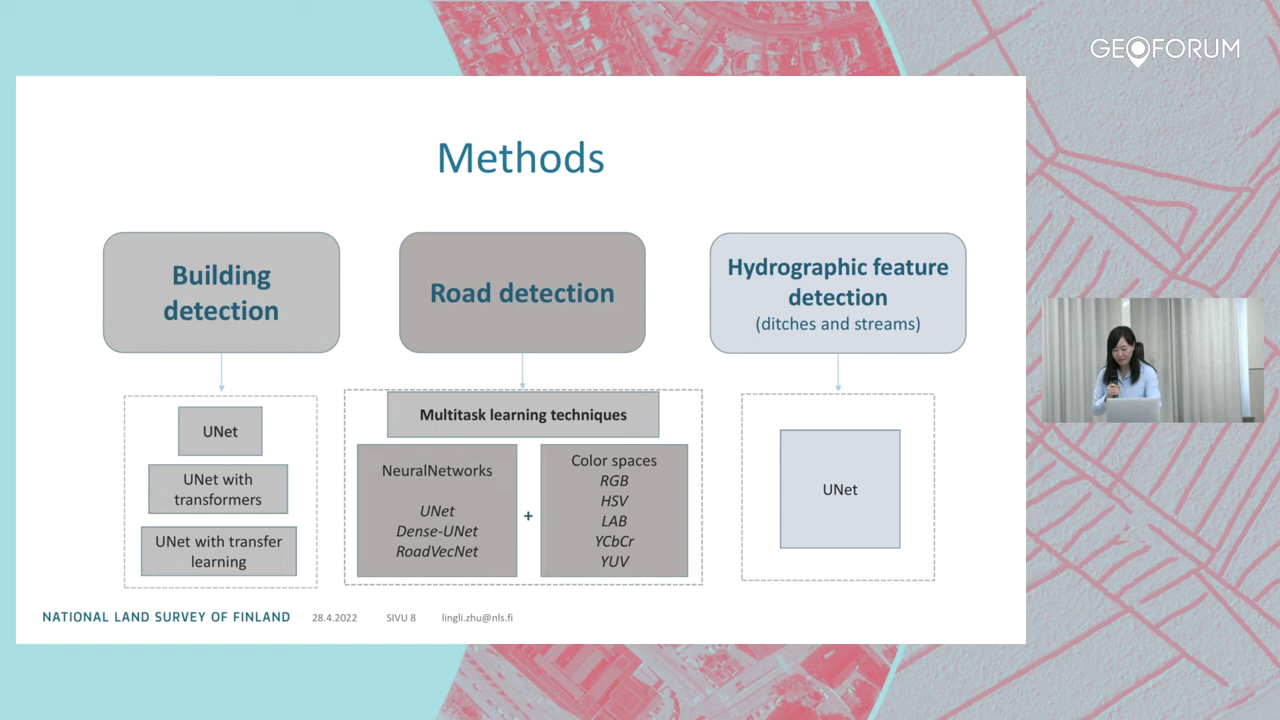 GEOFORUM
Methods
Building
detection
Road detection
Hydrographic feature
detection
(ditches and streams)
UNet
UNet with
transformers
UNet with transfer
learning
Multitask learning techniques
NeuralNetworks
UNet
Dense-UNet
RoadVecNet
+
Color spaces
RGB
HSV
LAB
YCbCr
YUV
UNet
NATIONAL LAND SURVEY OF FINLAND 28.4.2022 SIVU 8 lingli.zhu@nls.fi